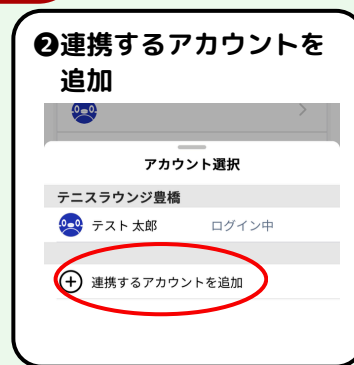 ❷連携するアカウントを
追加
アカウント選択
テニスラウンジ豊橋
テスト 太郎 ログイン中
連携するアカウントを追加